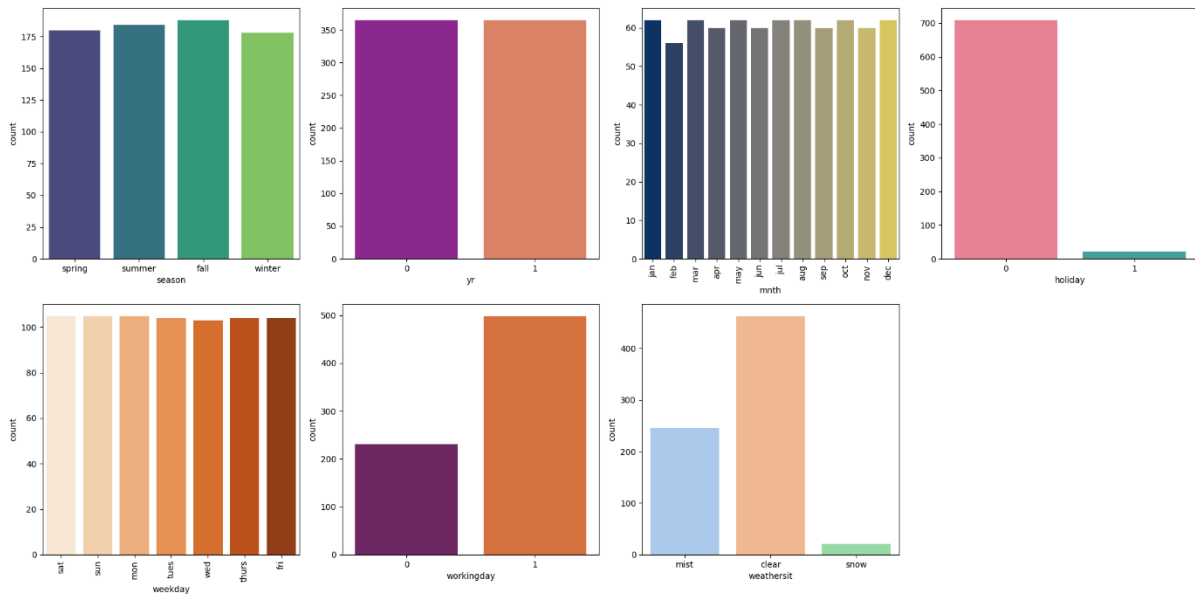 count
175
150
125
100
75
50
25
0
spring summer fall winter
season
count
350
300
250
200
150
100
50
0
0 1
yr
count
60
50
40
30
20
10
0
jan feb mar apr may jun jul aug sep oct nov dec
mnth
count
700
600
500
400
300
200
100
0
0 1
holiday
count
100
80
60
40
20
0
sat sun mon tues wed thurs fri
weekday
count
500
400
300
200
100
0
0 1
workingday
count
400
300
200
100
0
mist clear snow
weathersit